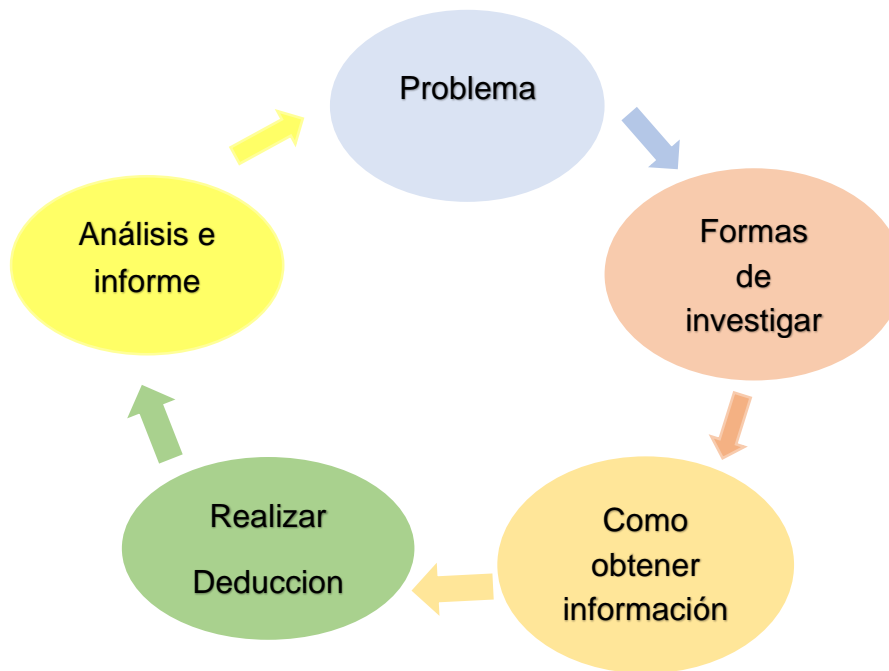 Problema
Formas
de
investigar
Como
obtener
información
Realizar
Deduccion
Análisis e
informe